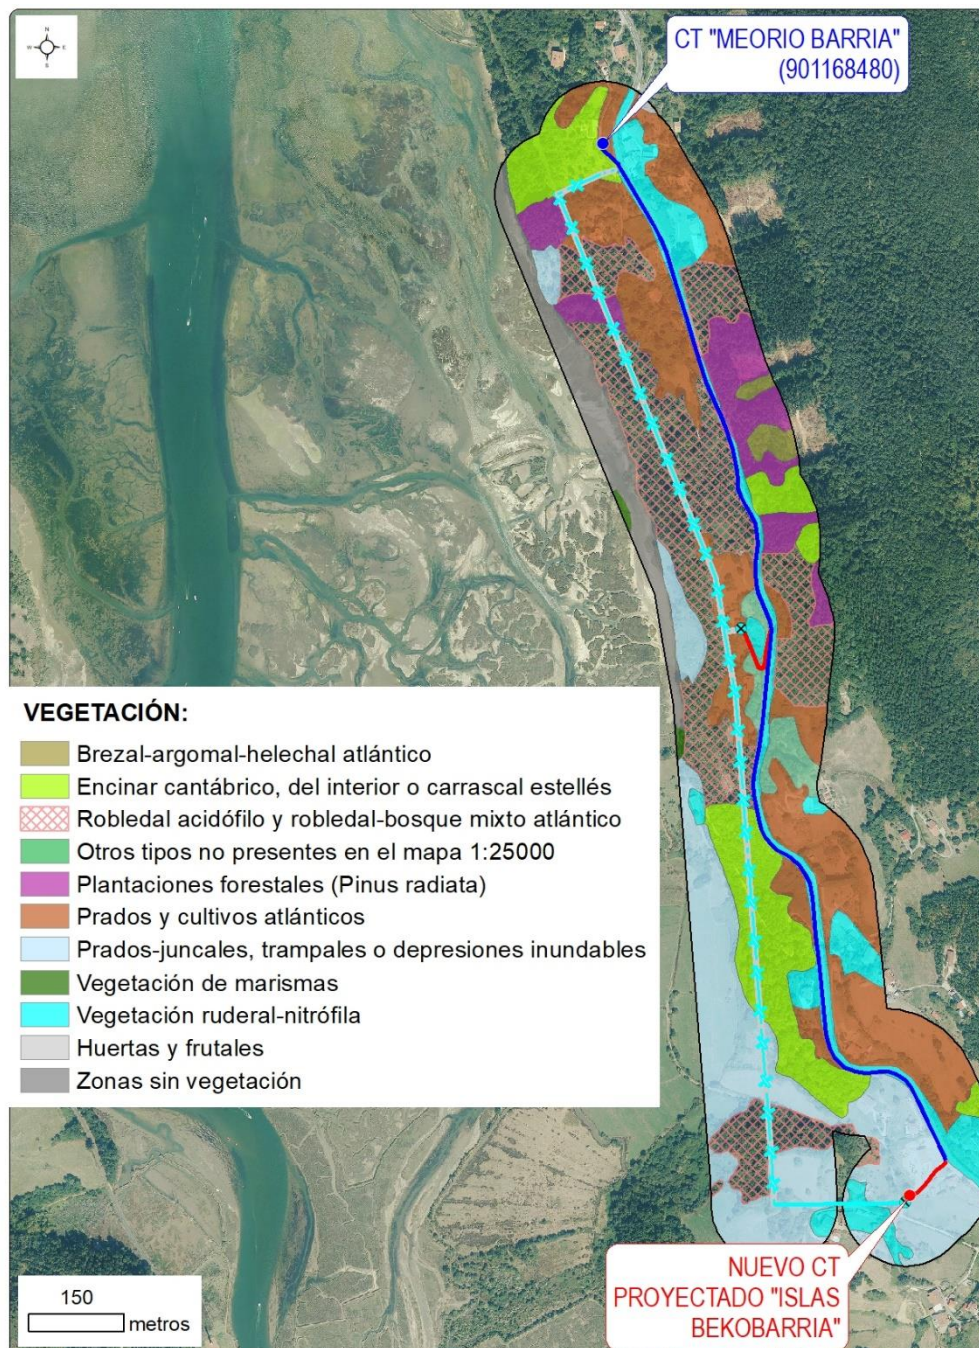 N
W E
S
CT "MEORIO BARRIA"
(901168480)
VEGETACIÓN:
Brezal-argomal-helechal atlántico
Encinar cantábrico, del interior o carrascal estellés
Robledal acidófilo y robledal-bosque mixto atlántico
Otros tipos no presentes en el mapa 1:25000
Plantaciones forestales (Pinus radiata)
Prados y cultivos atlánticos
Prados-juncales, trampales o depresiones inundables
Vegetación de marismas
Vegetación ruderal-nitrófila
Huertas y frutales
Zonas sin vegetación
150
metros
NUEVO CT
PROYECTADO "ISLAS
BEKOBARRIA"